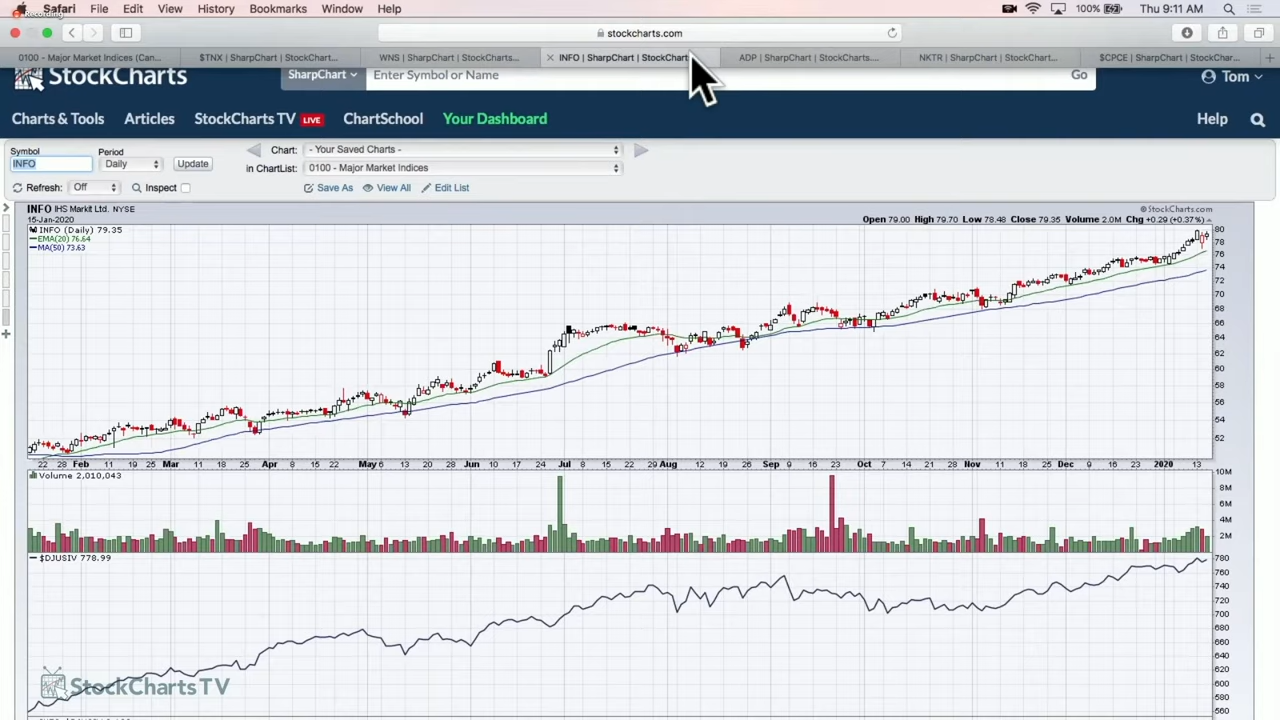 Safari File Edit View History Bookmarks Window Help 100% Thu 9:11 AM
Recording
stockcharts.com
0100 - Major Market Indices (Can... $TNX | SharpChart | StockChart... WNS | SharpChart | StockCharts... INFO | SharpChart | StockChart ADP | SharpChart | StockCharts.... NKTR | SharpChart | StockChart... $CPCE | SharpChart | StockChar...
StockCharts SharpChart Enter Symbol or Name Go Tom
Charts & Tools Articles StockCharts TV LIVE ChartSchool Your Dashboard Help
Symbol Period Chart: - Your Saved Charts -
INFO Daily Update in ChartList: 0100 - Major Market Indices
Refresh: Off Inspect Save As View All Edit List
INFO IHS Markit Ltd. NYSE © StockCharts.com
15-Jan-2020 Open 79.00 High 79.70 Low 78.48 Close 79.35 Volume 2.0M Chg +0.29 (+0.37%)
INFO (Daily) 79.35
EMA(20) 76.64
MA(50) 73.63
80
78
76
74
72
70
68
66
64
62
60
58
56
54
52
22 28 Feb 19 25 Mar 11 18 25 Apr 8 15 22 May 6 13 20 28 Jun 10 17 24 Jul 8 15 22 29 Aug 12 19 26 Sep 9 16 23 Oct 7 14 21 28 Nov 11 18 25 Dec 9 16 23 2020 13
Volume 2,010,043
10M
8M
6M
4M
2M
$DJUSIV 778.99
780
760
740
720
700
680
660
640
620
600
580
560
StockCharts TV